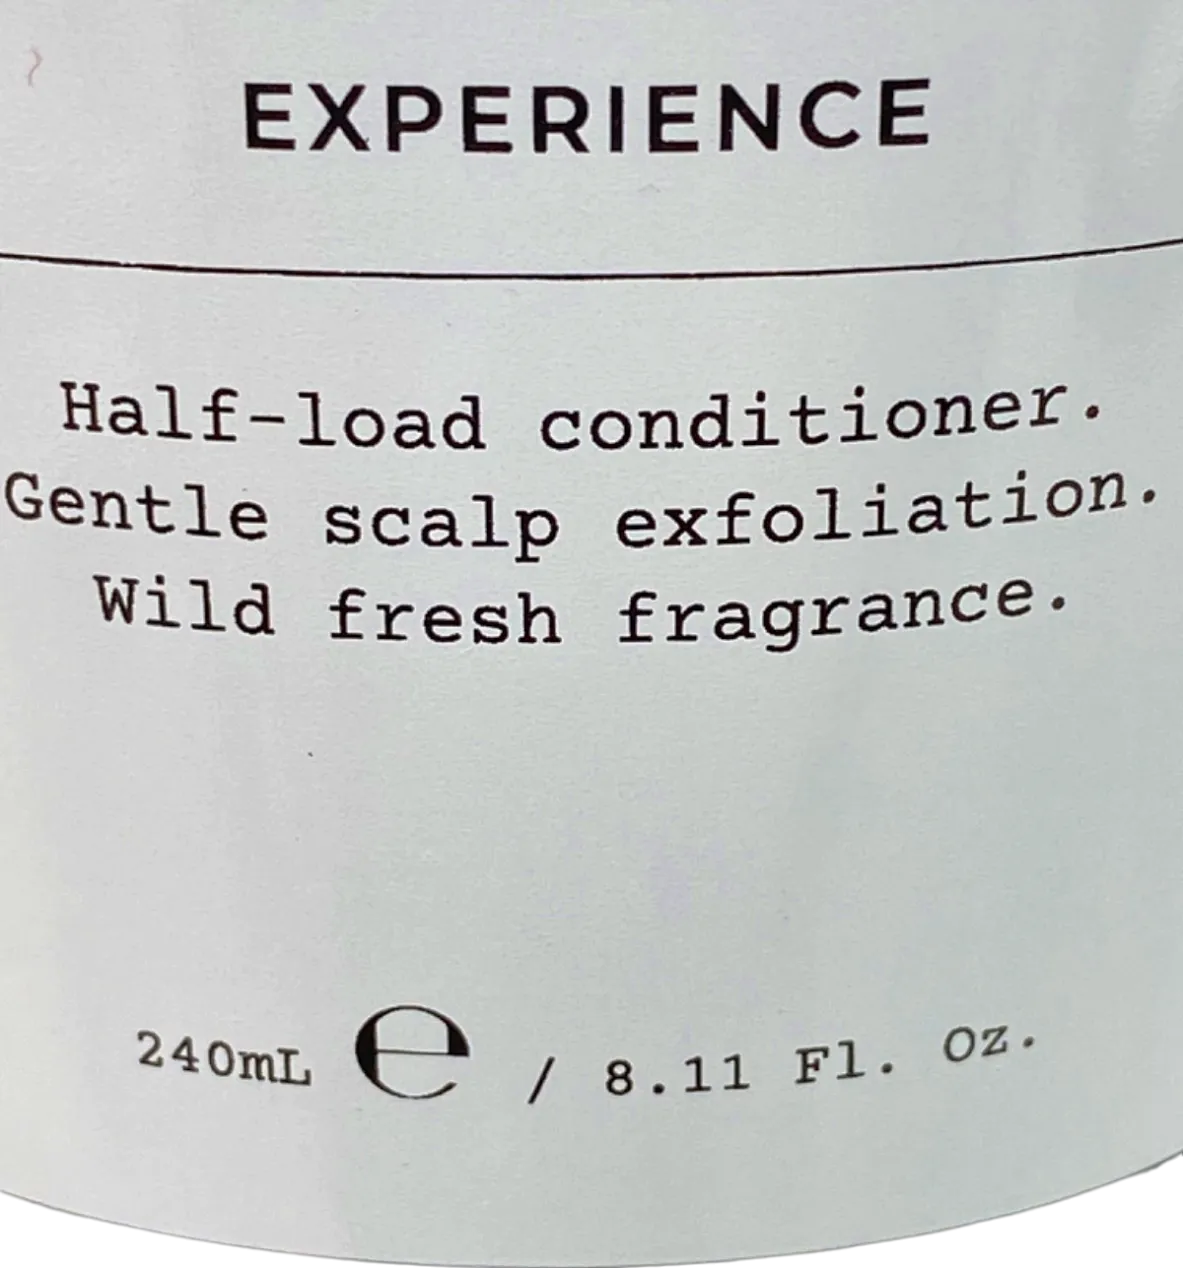 EXPERIENCE
Half-load conditioner.
Gentle scalp exfoliation.
Wild fresh fragrance.
240mL e / 8.11 Fl. Oz.